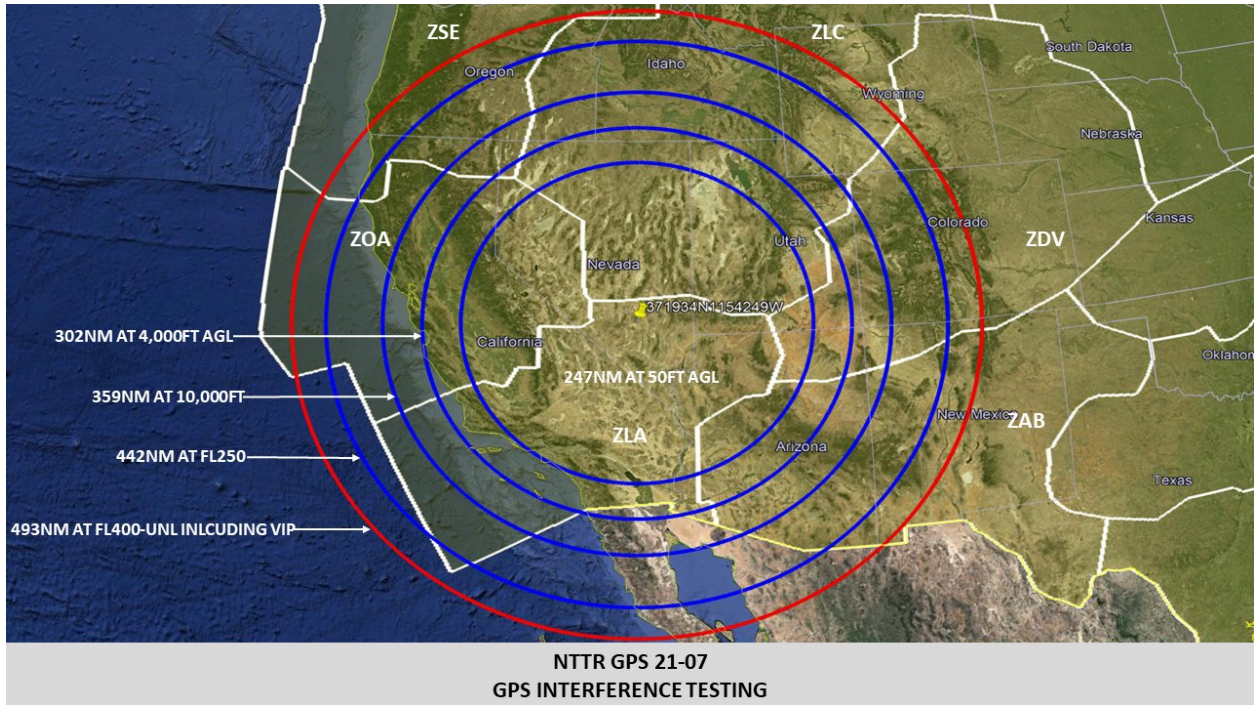 ZSE
ZLC
South Dakota
Oregon
Idaho
Wyoming
Nebraska
ZOA
Colorado
Kansas
ZDV
Utah
Nevada
371934N1154249W
302NM AT 4,000FT AGL
California
Oklahom
247NM AT 50FT AGL
359NM AT 10,000FT
New Mexico
ZAB
ZLA
Arizona
442NM AT FL250
Texas
493NM AT FL400-UNL INLCUDING VIP
NTTR GPS 21-07
GPS INTERFERENCE TESTING